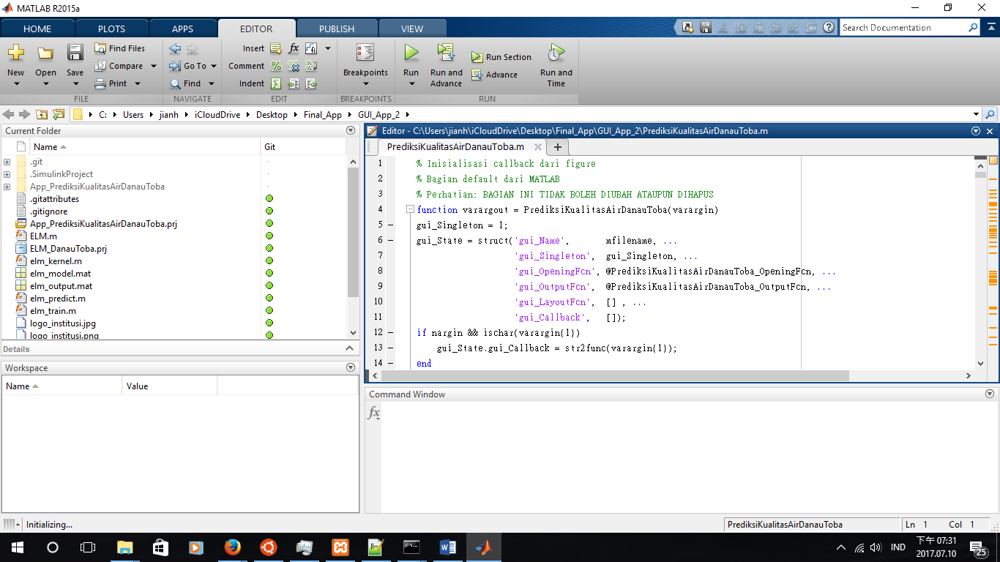 MATLAB R2015a
HOME PLOTS APPS EDITOR PUBLISH VIEW
Search Documentation
New Open Save
Find Files
Compare
Print
FILE
Go To
Find
NAVIGATE
Insert fx
Comment
Indent
EDIT
Breakpoints
BREAKPOINTS
Run
Run and Advance
Run Section
Advance
Run and Time
RUN
C: Users jianh iCloudDrive Desktop Final_App GUI_App_2
Current Folder
Name Git
.git
.SimulinkProject
App_PrediksiKualitasAirDanauToba
.gitattributes
.gitignore
App_PrediksiKualitasAirDanauToba.prj
ELM.m
ELM_DanauToba.prj
elm_kernel.m
elm_model.mat
elm_output.mat
elm_predict.m
elm_train.m
logo_institusi.jpg
logo_institusi.png
Details
Workspace
Name Value
Editor - C:\Users\jianh\iCloudDrive\Desktop\Final_App\GUI_App_2\PrediksiKualitasAirDanauToba.m
PrediksiKualitasAirDanauToba.m
1 % Inisialisasi callback dari figure
2 % Bagian default dari MATLAB
3 % Perhatian: BAGIAN INI TIDAK BOLEH DIUBAH ATAUPUN DIHAPUS
4 function varargout = PrediksiKualitasAirDanauToba(varargin)
5 – gui_Singleton = 1;
6 – gui_State = struct('gui_Name', mfilename, ...
7 'gui_Singleton', gui_Singleton, ...
8 'gui_OpeningFcn', @PrediksiKualitasAirDanauToba_OpeningFcn, ...
9 'gui_OutputFcn', @PrediksiKualitasAirDanauToba_OutputFcn, ...
10 'gui_LayoutFcn', [] , ...
11 'gui_Callback', []);
12 – if nargin && ischar(varargin{1})
13 – gui_State.gui_Callback = str2func(varargin{1});
14 – end
Command Window
fx
Initializing...
PrediksiKualitasAirDanauToba
Ln 1 Col 1
IND
下午 07:31
2017.07.10
25